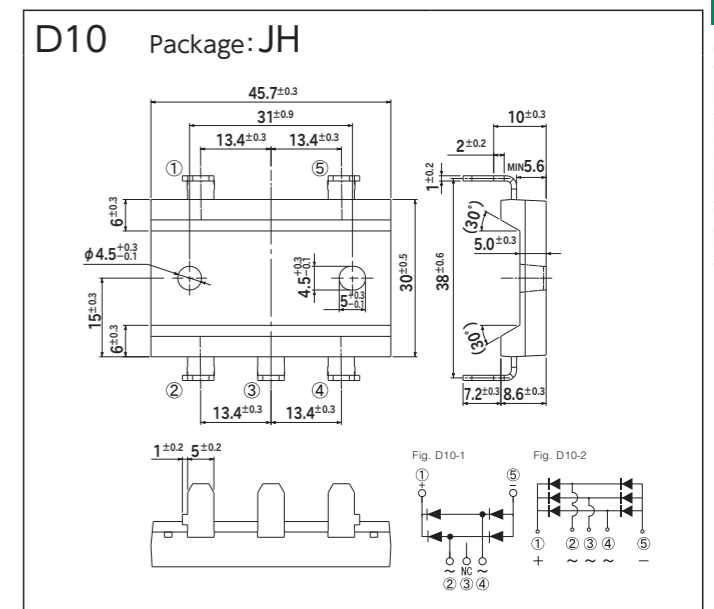 D10 Package: JH
45.7±0.3
31±0.9
13.4±0.3 13.4±0.3
① ⑤
6±0.3
φ4.5+0.3−0.1
4.5+0.3−0.1
5+0.3−0.1
30±0.5
15±0.3
6±0.3
② ③ ④
13.4±0.3 13.4±0.3
10±0.3
2±0.2
MIN5.6
1±0.2
(30°)
5.0±0.3
38±0.6
(30°)
7.2±0.3 8.6±0.3
1±0.2 5±0.2
Fig. D10-1
① ⑤
+ −
~ NC ~
② ③ ④
Fig. D10-2
① ② ③ ④ ⑤
+ ~ ~ ~ −